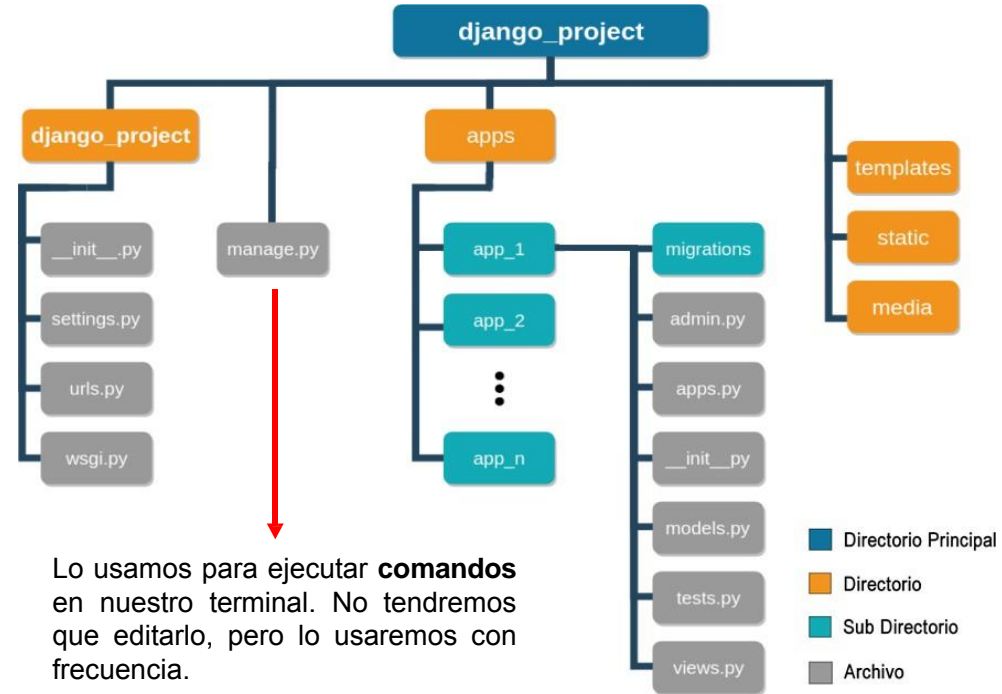 django_project
django_project
apps
templates
static
media
__init__.py
settings.py
urls.py
wsgi.py
manage.py
app_1
app_2
app_n
migrations
admin.py
apps.py
__init__py
models.py
tests.py
views.py
Lo usamos para ejecutar comandos
en nuestro terminal. No tendremos
que editarlo, pero lo usaremos con
frecuencia.
Directorio Principal
Directorio
Sub Directorio
Archivo